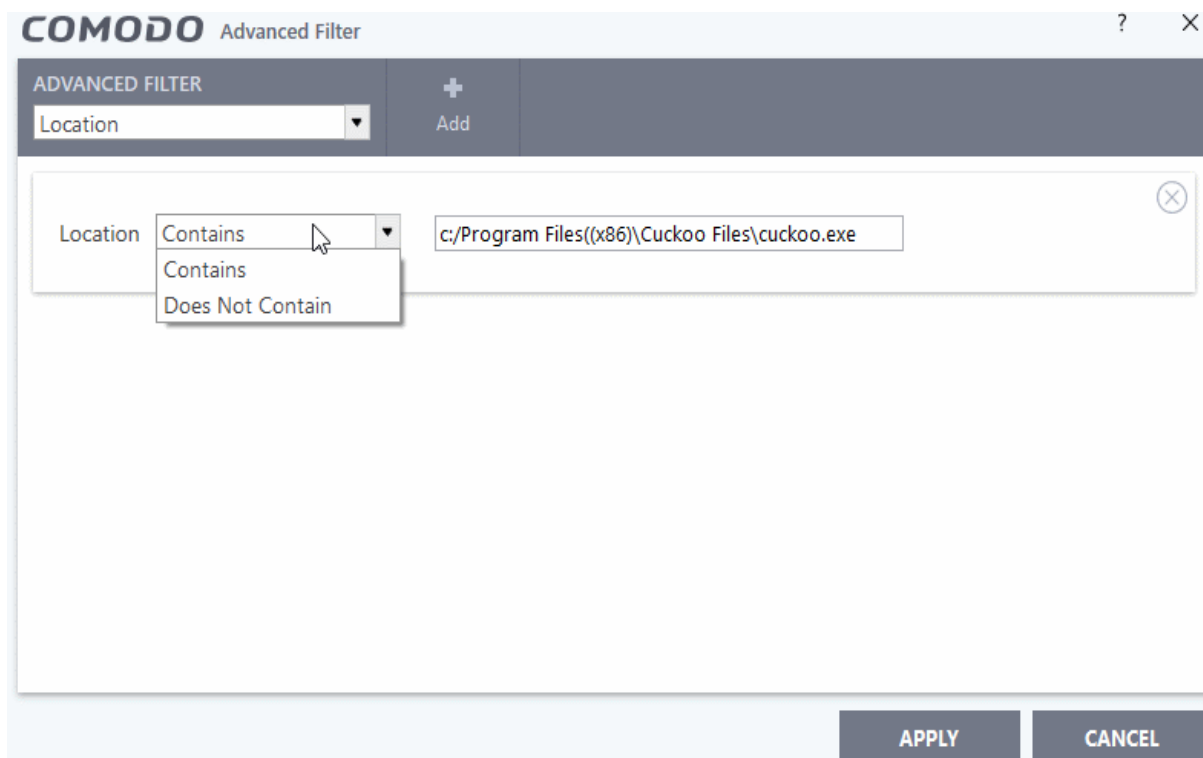 COMODO Advanced Filter ? X
ADVANCED FILTER
Location
Add
Location Contains c:/Program Files((x86)\Cuckoo Files\cuckoo.exe
Contains
Does Not Contain
APPLY CANCEL